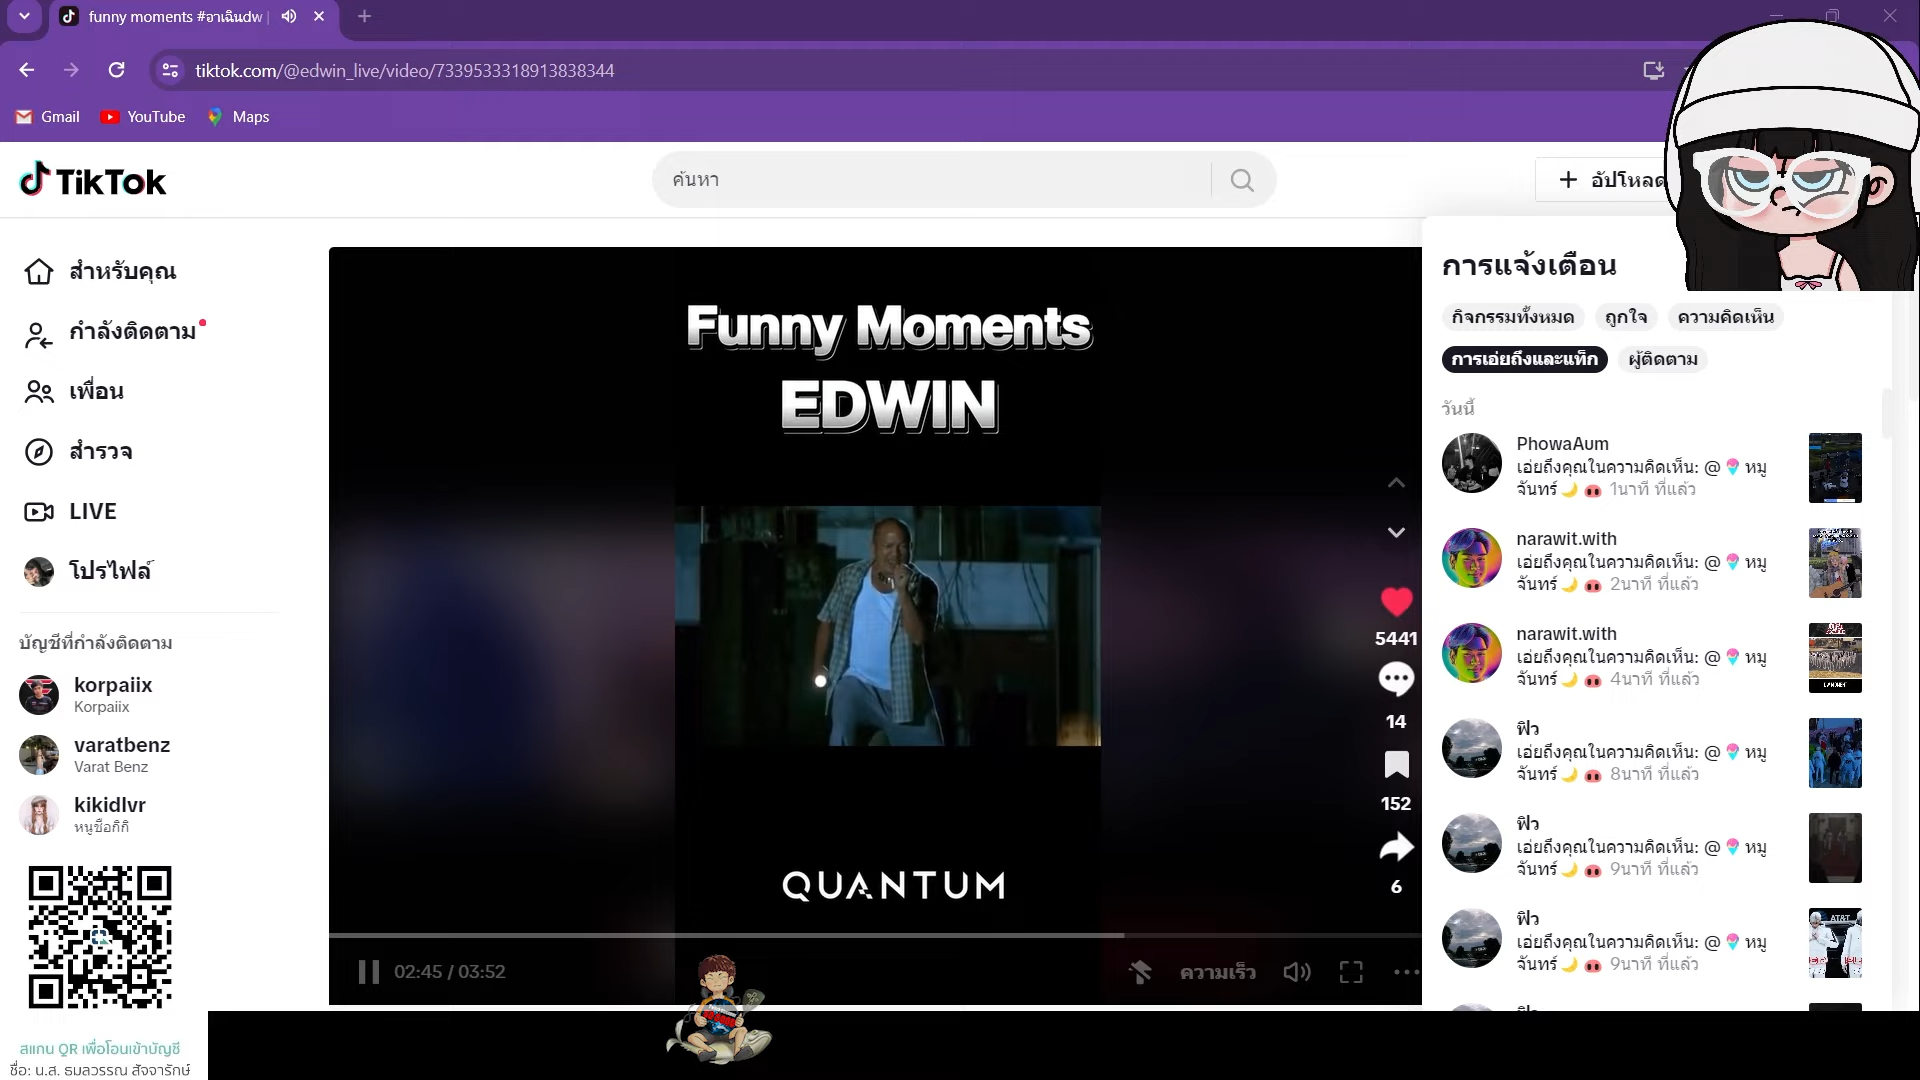 funny moments #อาเฉินdw
tiktok.com/@edwin_live/video/7339533318913838344
Gmail
YouTube
Maps
TikTok
ค้นหา
อัปโหลด
สำหรับคุณ
กำลังติดตาม
เพื่อน
สำรวจ
LIVE
โปรไฟล์
บัญชีที่กำลังติดตาม
korpaiix
Korpaiix
varatbenz
Varat Benz
kikidlvr
หนูชื่อกีกิ
สแกน QR เพื่อโอนเข้าบัญชี
ชื่อ: น.ส. ธมลวรรณ สัจจารักษ์
Funny Moments
EDWIN
QUANTUM
02:45 / 03:52
ความเร็ว
5441
14
152
6
การแจ้งเตือน
กิจกรรมทั้งหมด
ถูกใจ
ความคิดเห็น
การเอ่ยถึงและแท็ก
ผู้ติดตาม
วันนี้
PhowaAum
เอ่ยถึงคุณในความคิดเห็น: @🍧 หมู
จันทร์🌙 🐽 1นาที ที่แล้ว
narawit.with
เอ่ยถึงคุณในความคิดเห็น: @🍧 หมู
จันทร์🌙 🐽 2นาที ที่แล้ว
narawit.with
เอ่ยถึงคุณในความคิดเห็น: @🍧 หมู
จันทร์🌙 🐽 4นาที ที่แล้ว
ฟิว
เอ่ยถึงคุณในความคิดเห็น: @🍧 หมู
จันทร์🌙 🐽 8นาที ที่แล้ว
ฟิว
เอ่ยถึงคุณในความคิดเห็น: @🍧 หมู
จันทร์🌙 🐽 9นาที ที่แล้ว
ฟิว
เอ่ยถึงคุณในความคิดเห็น: @🍧 หมู
จันทร์🌙 🐽 9นาที ที่แล้ว
AT&T